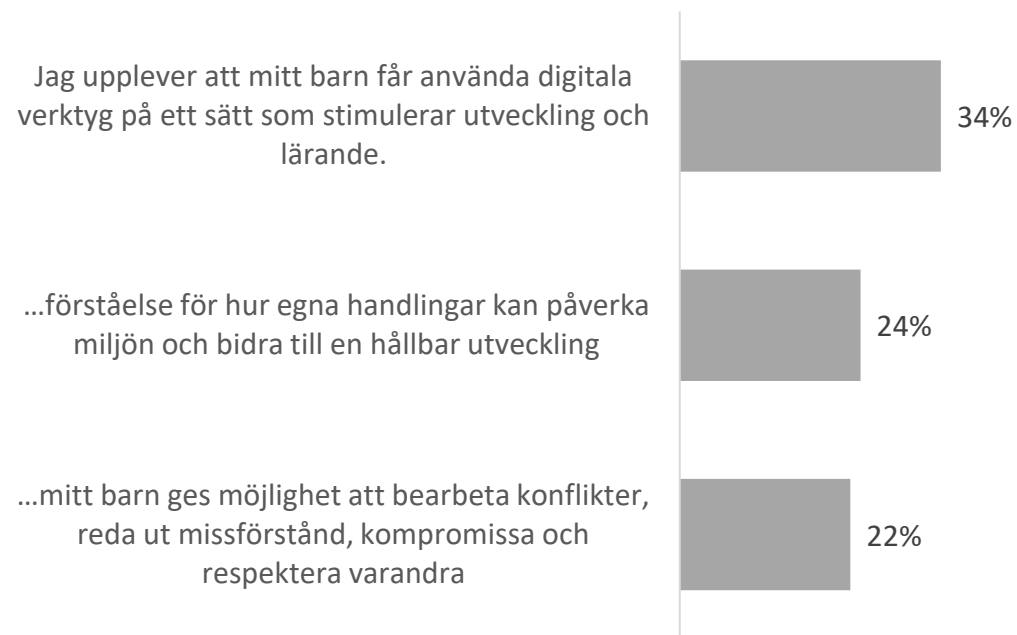 Jag upplever att mitt barn får använda digitala
verktyg på ett sätt som stimulerar utveckling och
lärande.
34%
…förståelse för hur egna handlingar kan påverka
miljön och bidra till en hållbar utveckling
24%
…mitt barn ges möjlighet att bearbeta konflikter,
reda ut missförstånd, kompromissa och
respektera varandra
22%